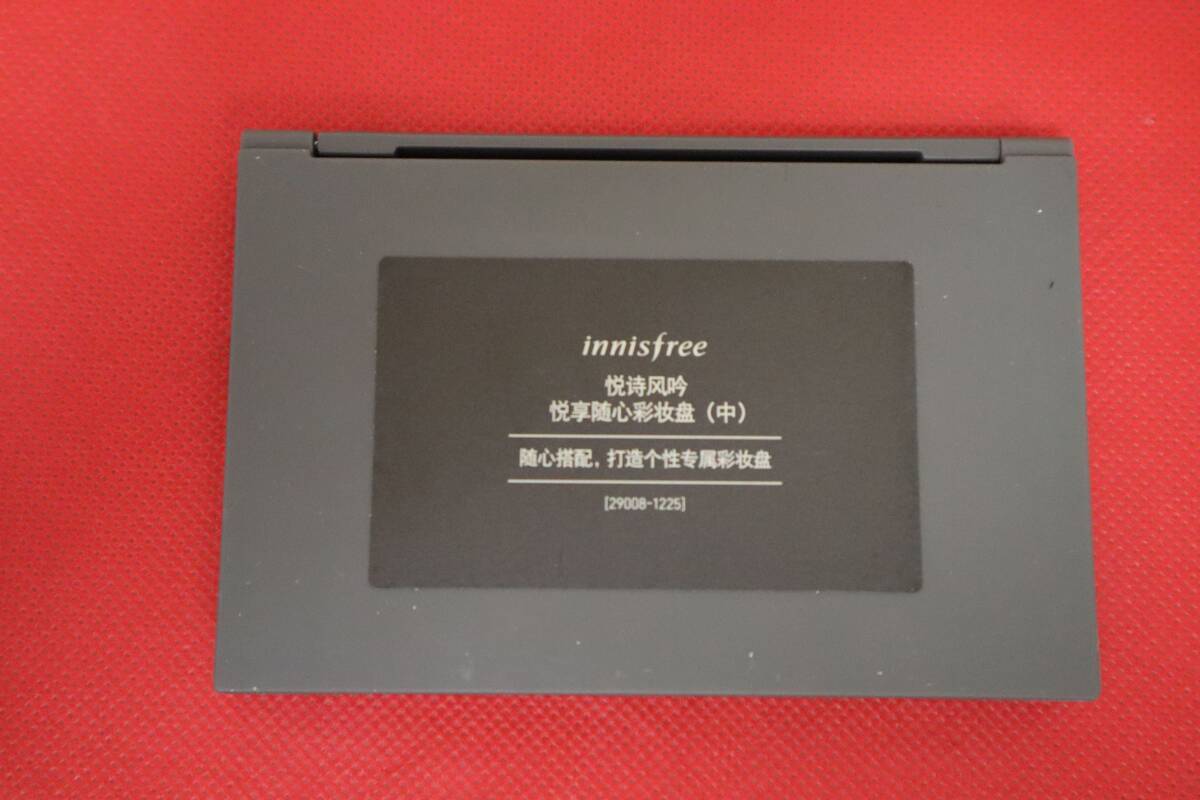 innisfree
悦诗风吟
悦享随心彩妆盘（中）
随心搭配，打造个性专属彩妆盘
[29008-1225]